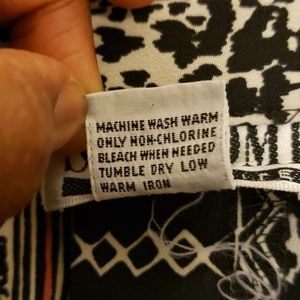 MACHINE WASH WARM
ONLY NON-CHLORINE
BLEACH WHEN NEEDED
TUMBLE DRY LOW
WARM IRON